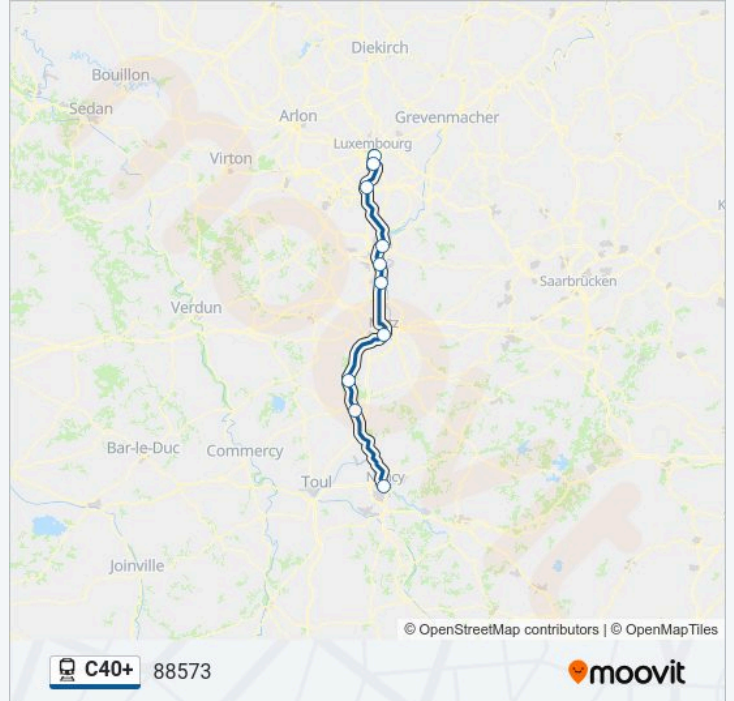 Diekirch
Bouillon
Sedan
Arlon
Grevenmacher
Luxembourg
Virton
K
Saarbrücken
Verdun
Bar-le-Duc
Commercy
Toul
Joinville
© OpenStreetMap contributors | © OpenMapTiles
C40+ 88573
moovit